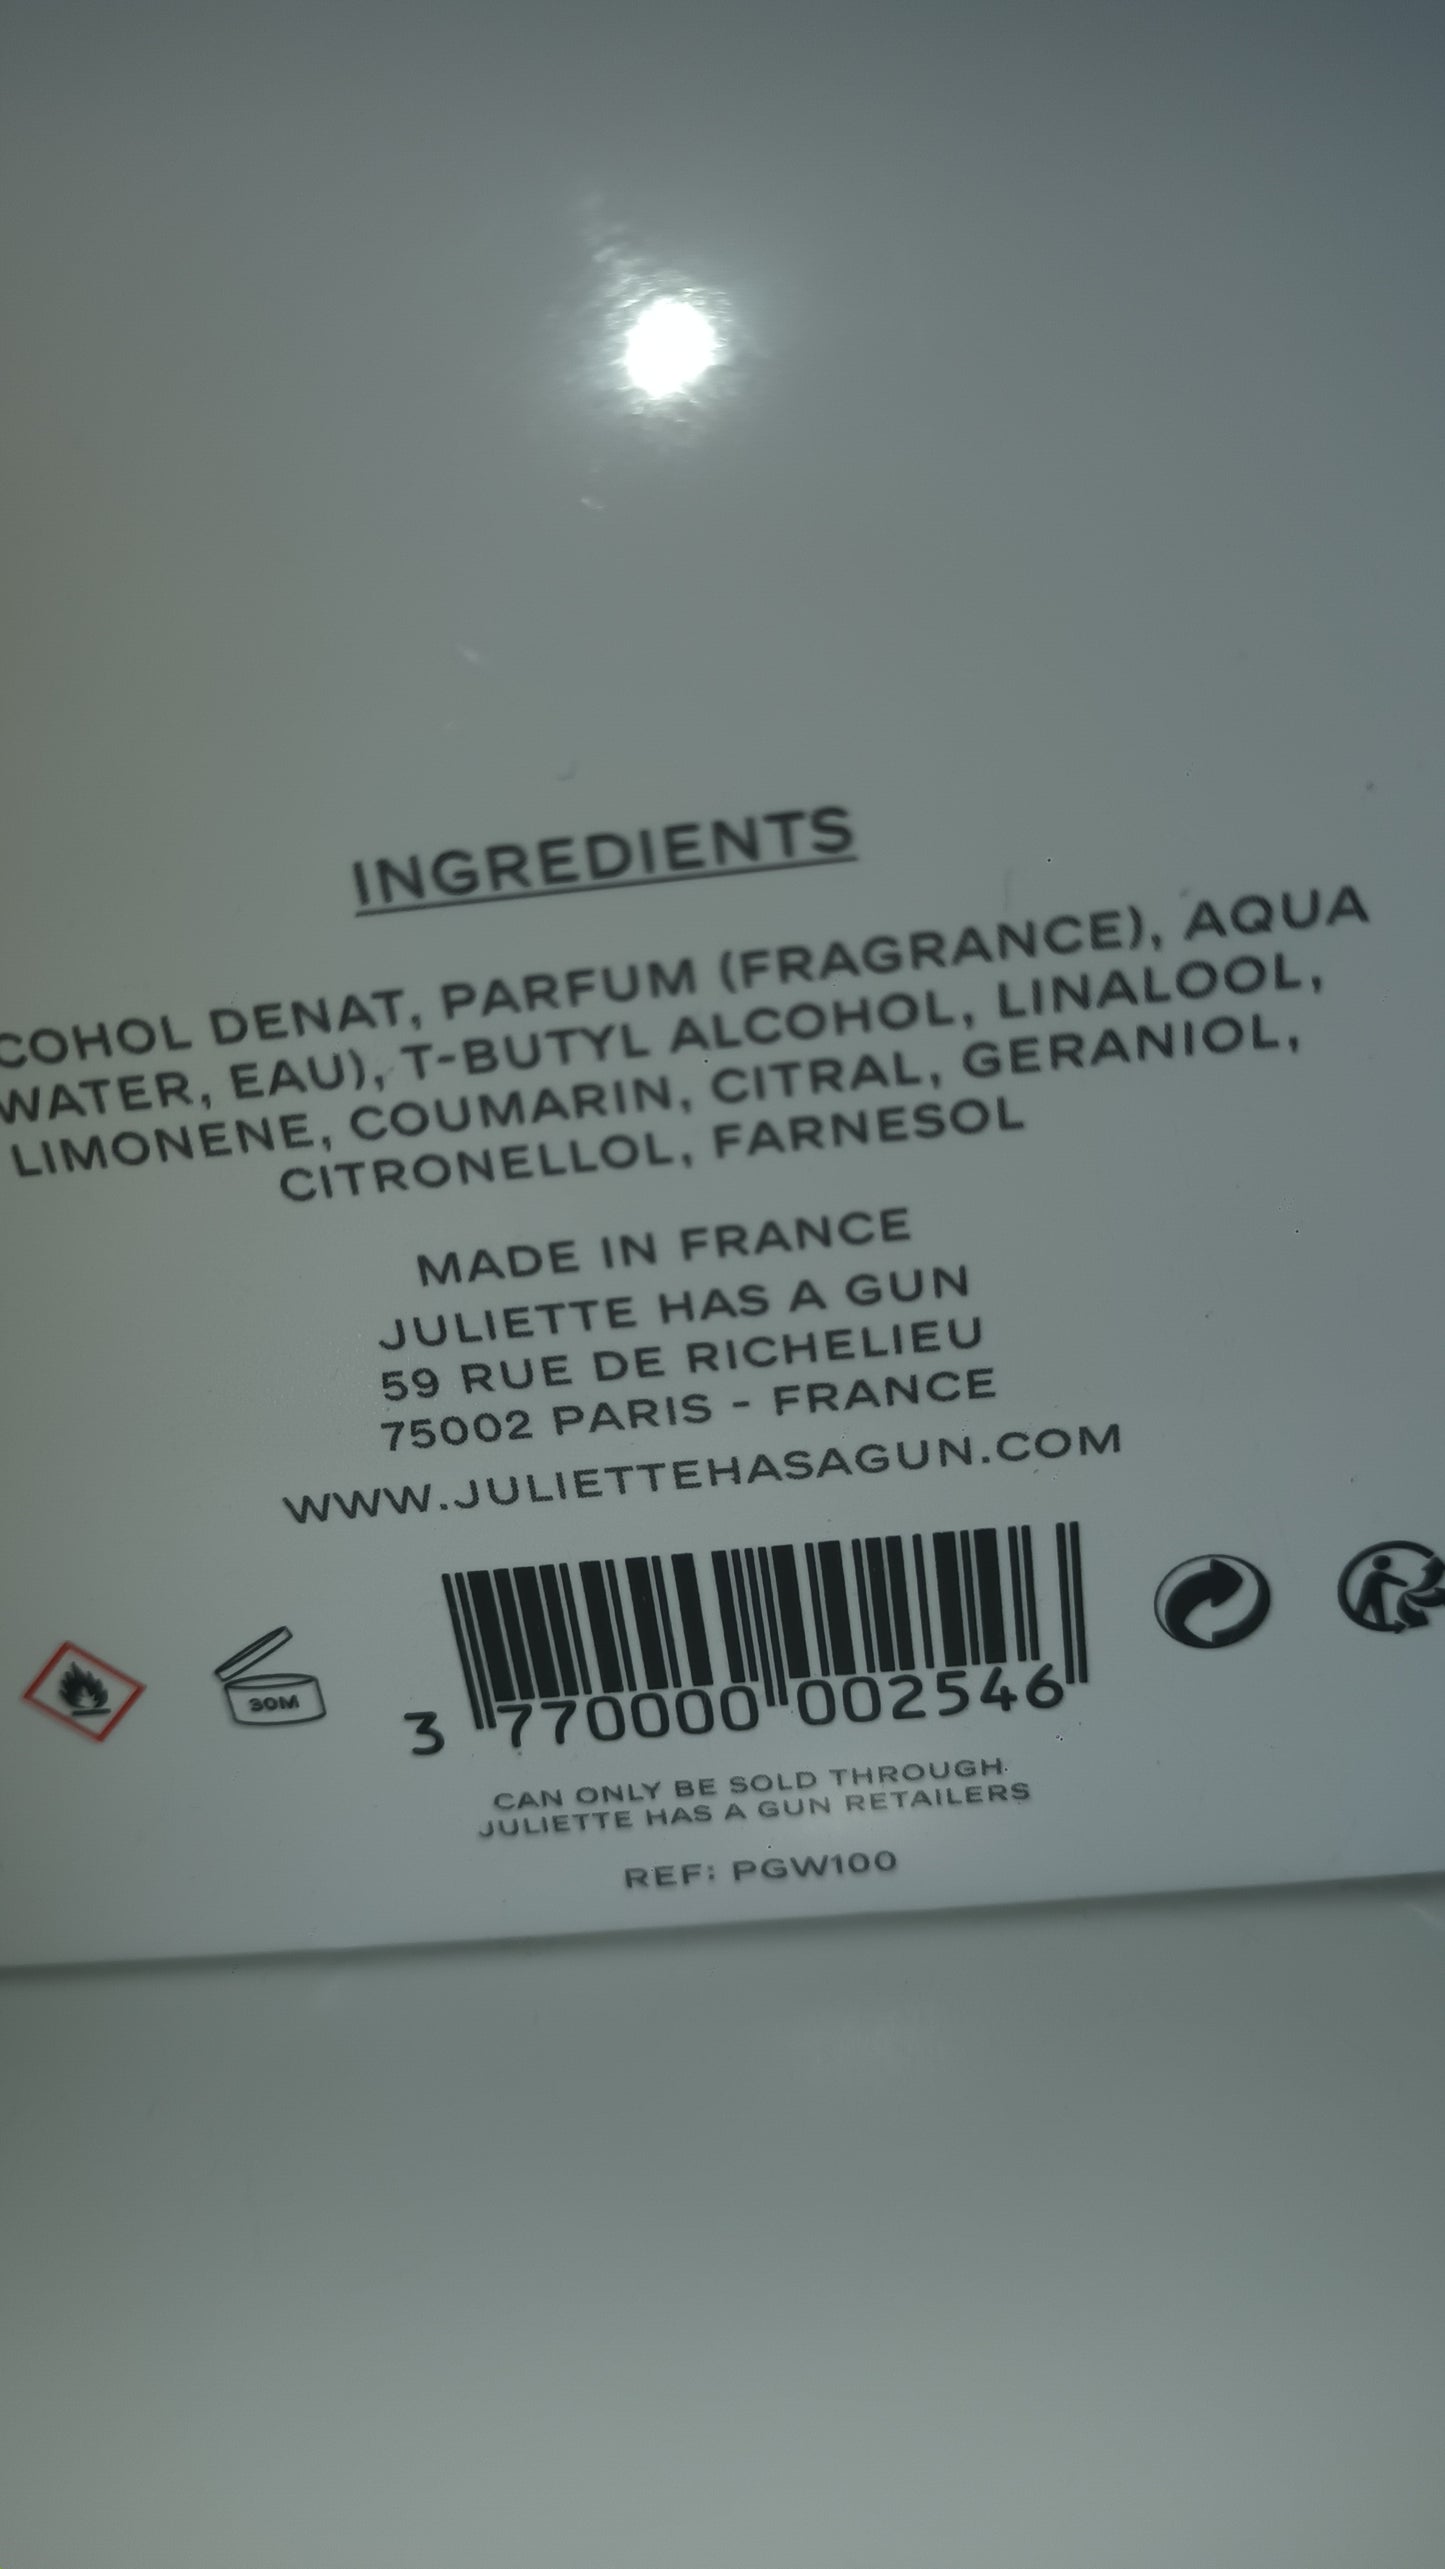 INGREDIENTS
COHOL DENAT, PARFUM (FRAGRANCE), AQUA
WATER, EAU), T-BUTYL ALCOHOL, LINALOOL,
LIMONENE, COUMARIN, CITRAL, GERANIOL,
CITRONELLOL, FARNESOL
MADE IN FRANCE
JULIETTE HAS A GUN
59 RUE DE RICHELIEU
75002 PARIS - FRANCE
WWW.JULIETTEHASAGUN.COM
30M
3 770000 002546
CAN ONLY BE SOLD THROUGH
JULIETTE HAS A GUN RETAILERS
REF: PGW100